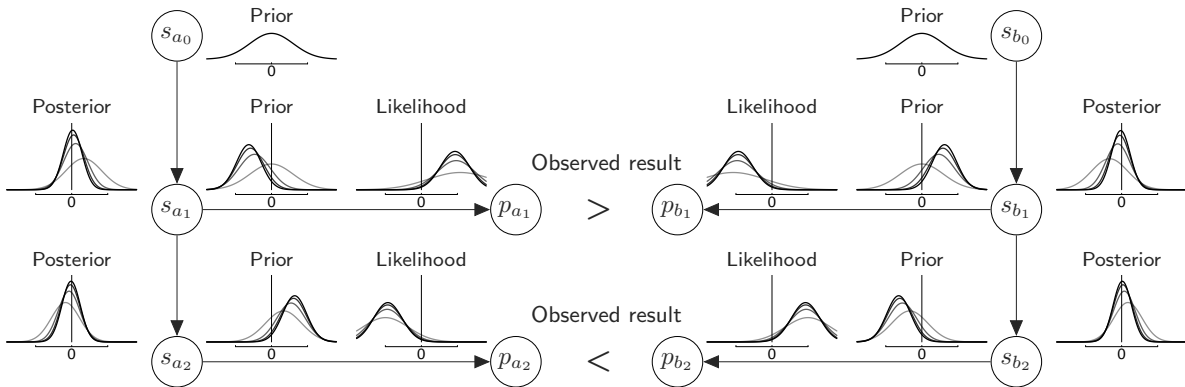 s_{a_0} Prior 0 Prior 0 s_{b_0}
Posterior Prior Likelihood Likelihood Prior Posterior
Observed result
0 0 0 0 0 0
s_{a_1} p_{a_1} > p_{b_1} s_{b_1}
Posterior Prior Likelihood Likelihood Prior Posterior
Observed result
0 0 0 0 0 0
s_{a_2} p_{a_2} < p_{b_2} s_{b_2}